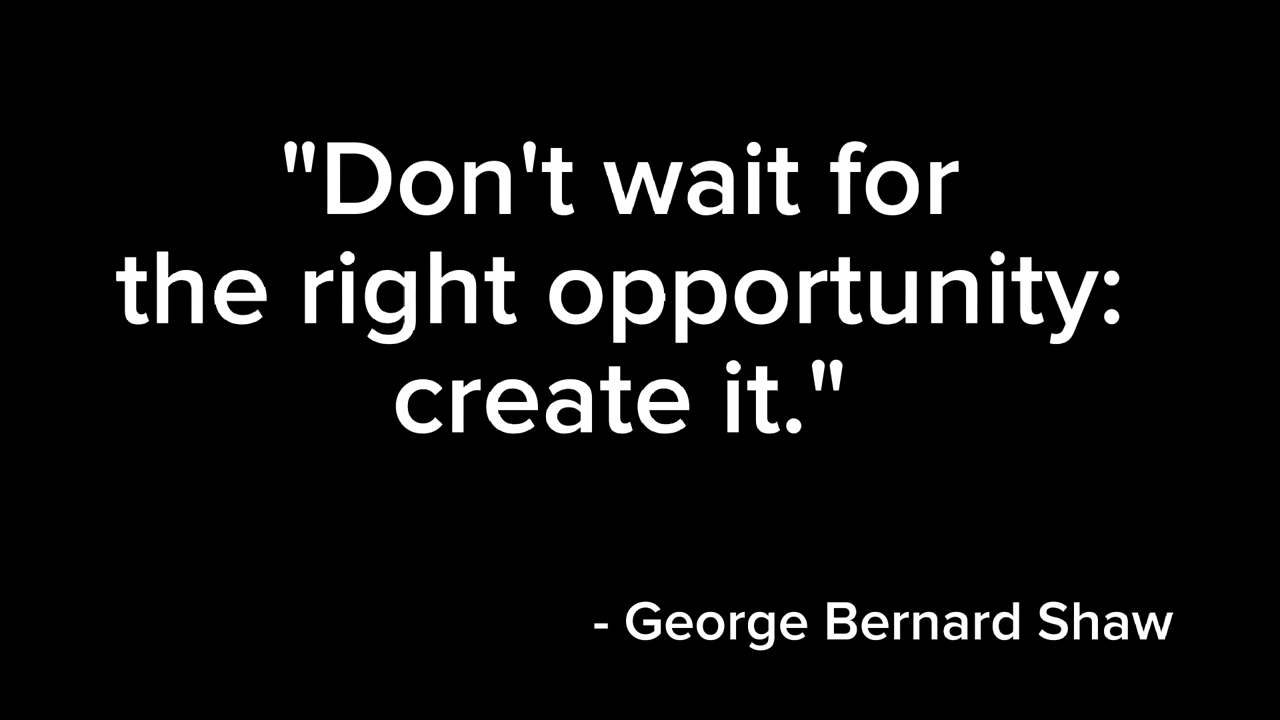 "Don't wait for
the right opportunity:
create it."
- George Bernard Shaw